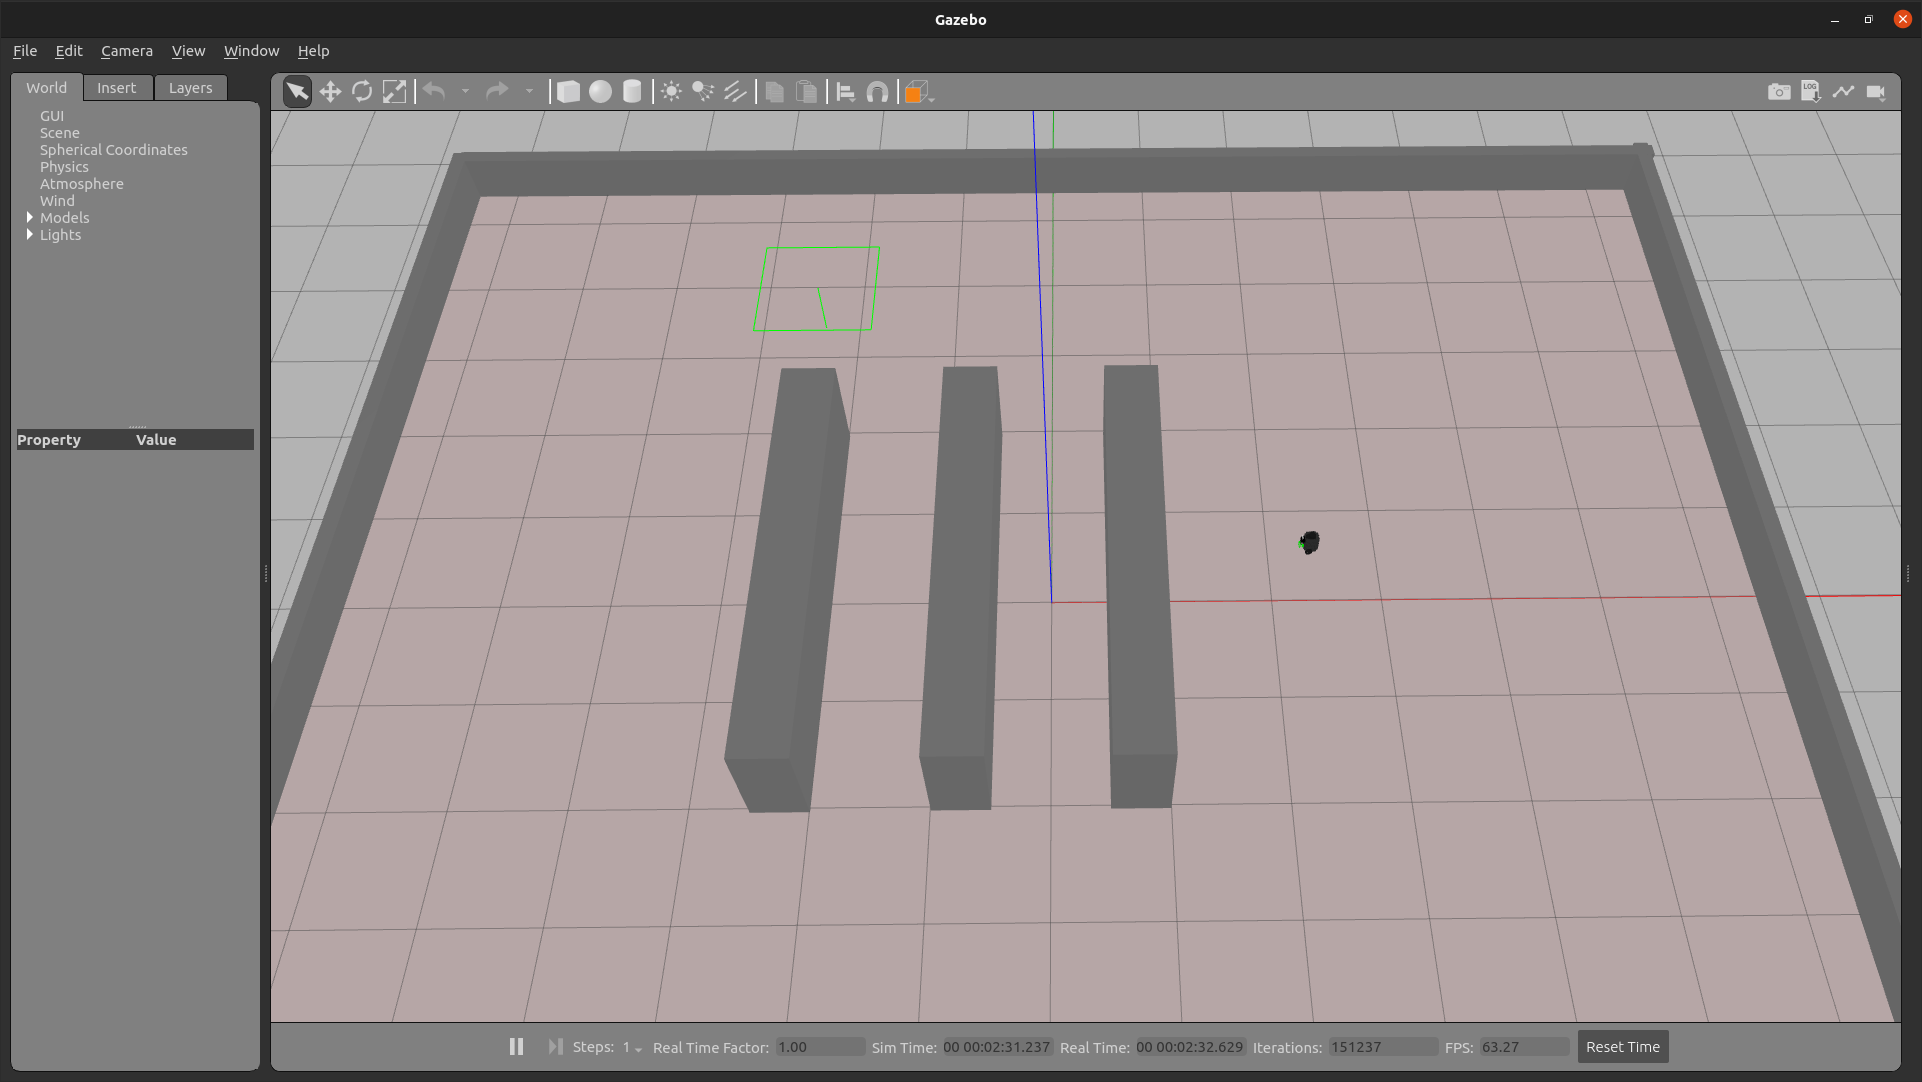 Gazebo
File Edit Camera View Window Help
World Insert Layers
GUI
Scene
Spherical Coordinates
Physics
Atmosphere
Wind
Models
Lights
Property Value
LOG
Steps: 1 Real Time Factor: 1.00 Sim Time: 00 00:02:31.237 Real Time: 00 00:02:32.629 Iterations: 151237 FPS: 63.27 Reset Time